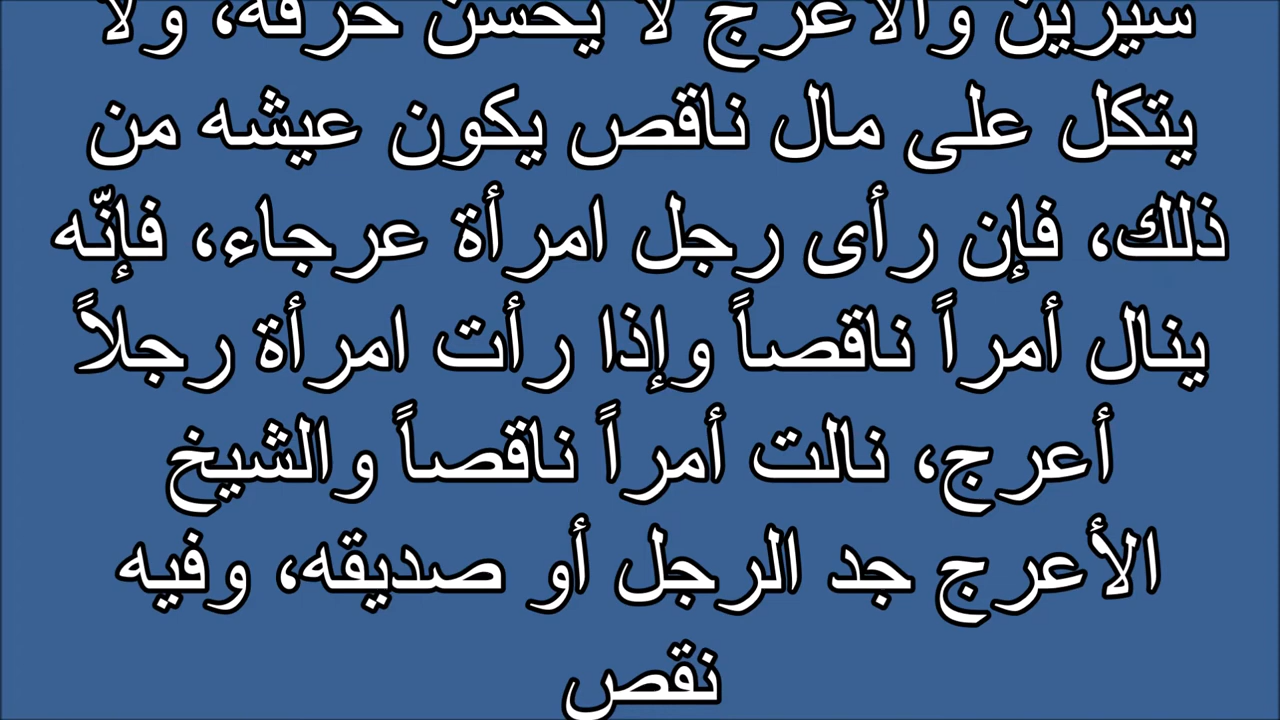 سيرين والأعرج لا يحسن حرفه، ولا
يتكل على مال ناقص يكون عيشه من
ذلك، فإن رأى رجل امرأة عرجاء، فإنّه
ينال أمراً ناقصاً وإذا رأت امرأة رجلاً
أعرج، نالت أمراً ناقصاً والشيخ
الأعرج جد الرجل أو صديقه، وفيه
نقص